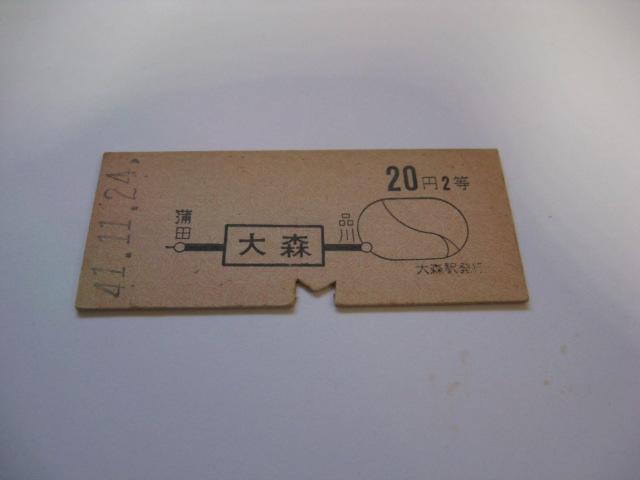 41.11.24
20円2等
蒲田
大森
品川
大森駅発行